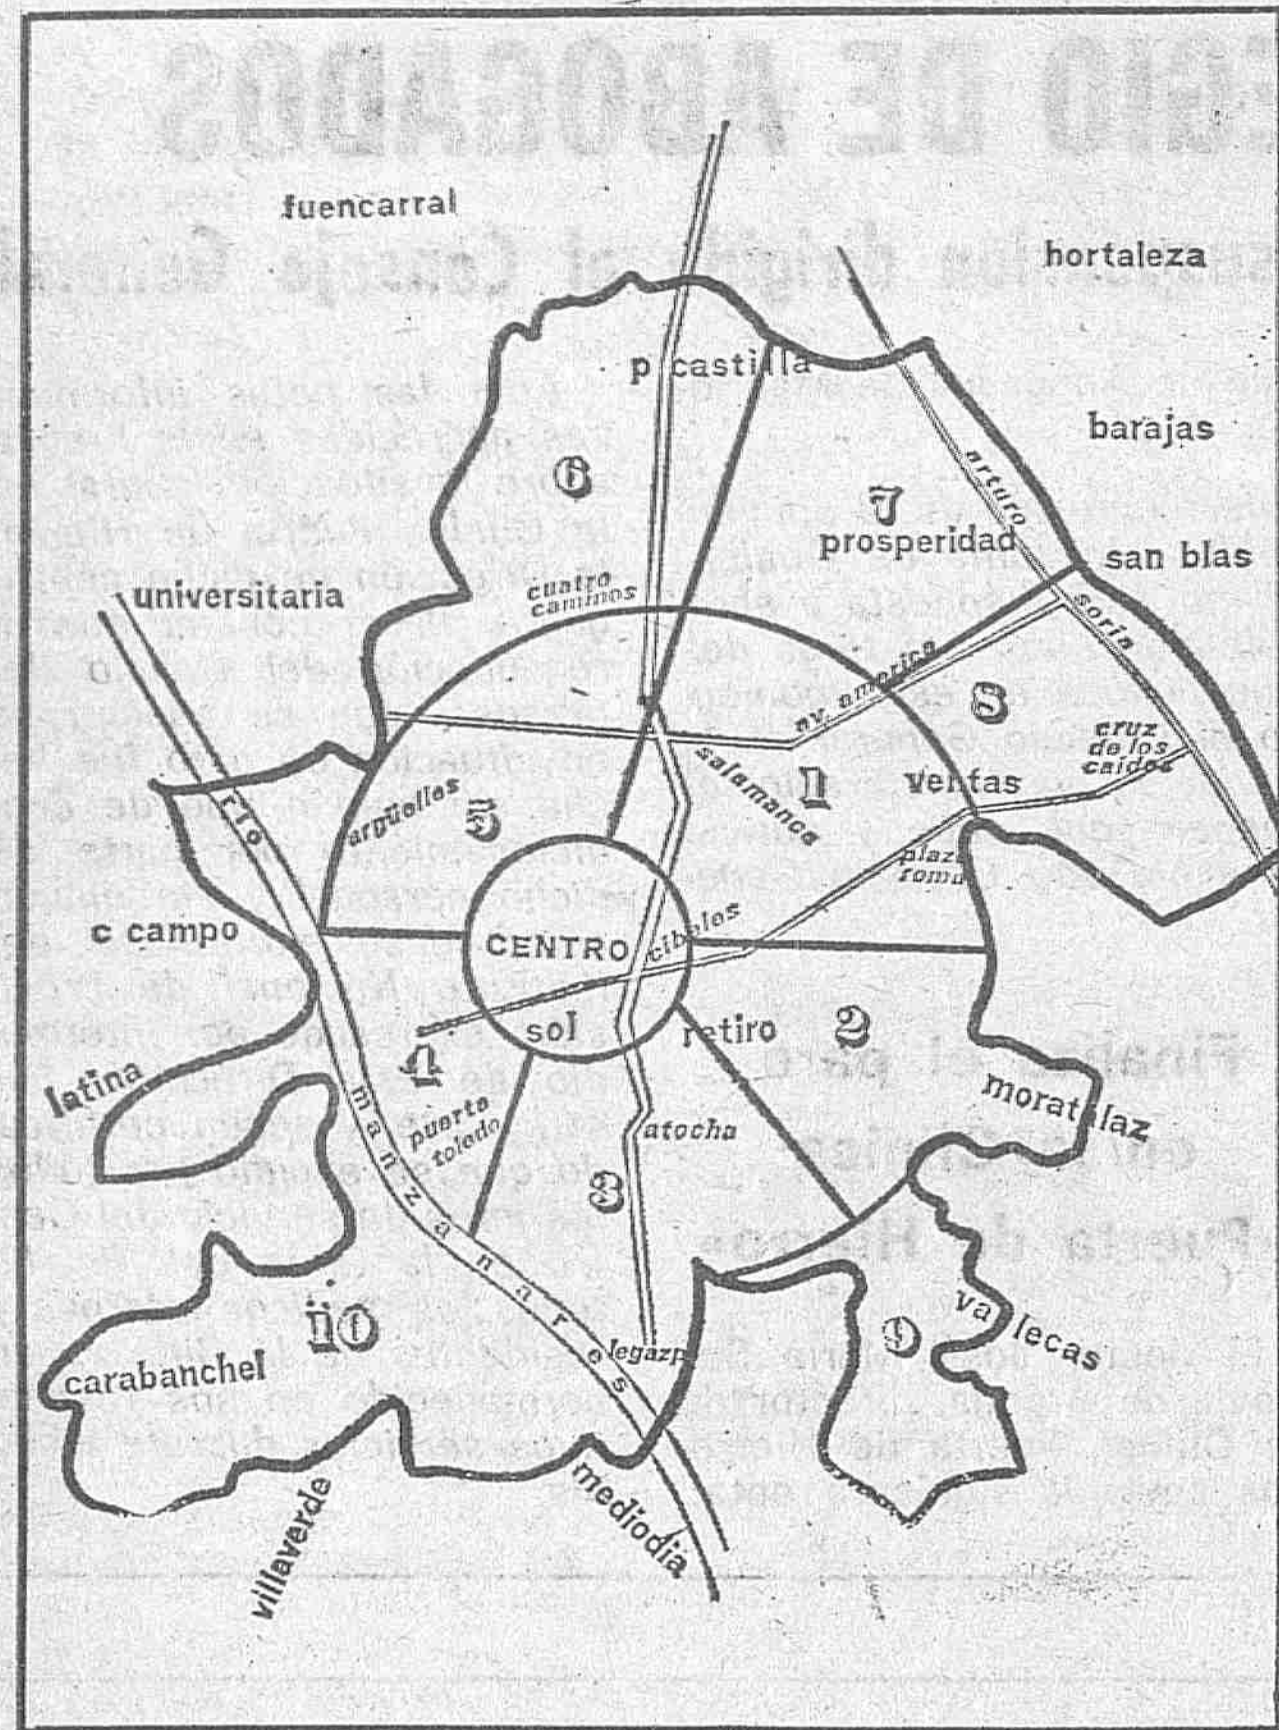 fuencarral
hortaleza
p castilla
barajas
6
arturo
7
prosperidad
san blas
cuatro
caminos
universitaria
soria
av. america
8
cruz
de los
caidos
salamanca
1
ventas
argüelles
5
rio
plaza
roma
c campo
CENTRO
cibeles
sol
retiro
2
latina
4
puerta
toledo
manzanares
moratalaz
atocha
3
vallecas
10
9
legazpi
carabanchel
mediodia
villaverde